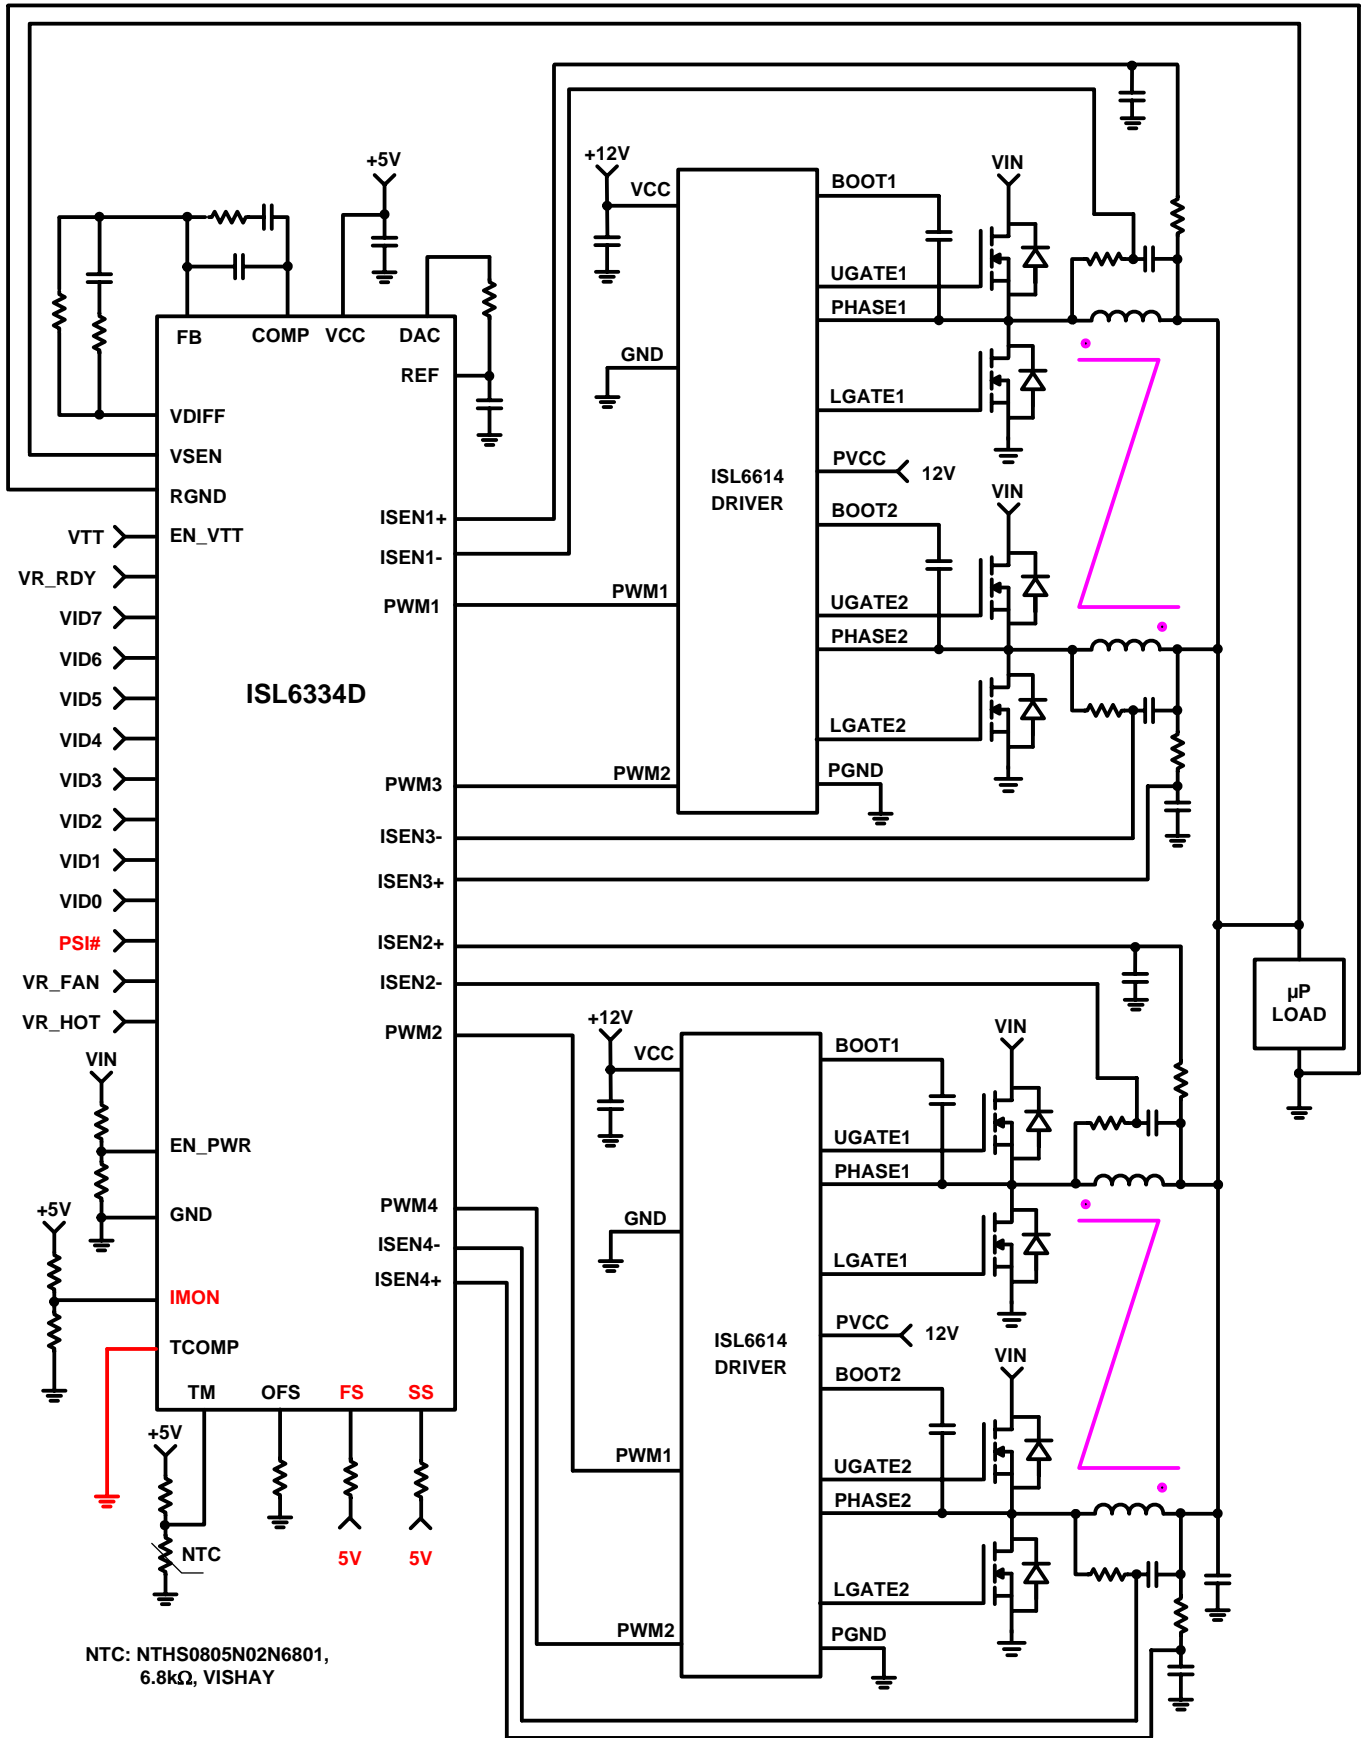 +5V
+12V
VCC
BOOT1
VIN
UGATE1
PHASE1
FB
COMP
VCC
DAC
REF
GND
LGATE1
VDIFF
VSEN
RGND
PVCC
12V
ISL6614
DRIVER
VIN
BOOT2
ISEN1+
VTT
EN_VTT
ISEN1-
VR_RDY
PWM1
PWM1
UGATE2
VID7
PHASE2
VID6
ISL6334D
VID5
VID4
LGATE2
VID3
PWM3
PWM2
PGND
VID2
ISEN3-
VID1
ISEN3+
VID0
PSI#
ISEN2+
VR_FAN
ISEN2-
µP
LOAD
VR_HOT
PWM2
+12V
VCC
BOOT1
VIN
VIN
EN_PWR
UGATE1
PHASE1
+5V
GND
PWM4
GND
ISEN4-
ISEN4+
LGATE1
IMON
TCOMP
PVCC
12V
ISL6614
DRIVER
VIN
BOOT2
TM
OFS
FS
SS
+5V
PWM1
UGATE2
PHASE2
NTC
5V
5V
LGATE2
PWM2
PGND
NTC: NTHS0805N02N6801,
6.8kΩ, VISHAY